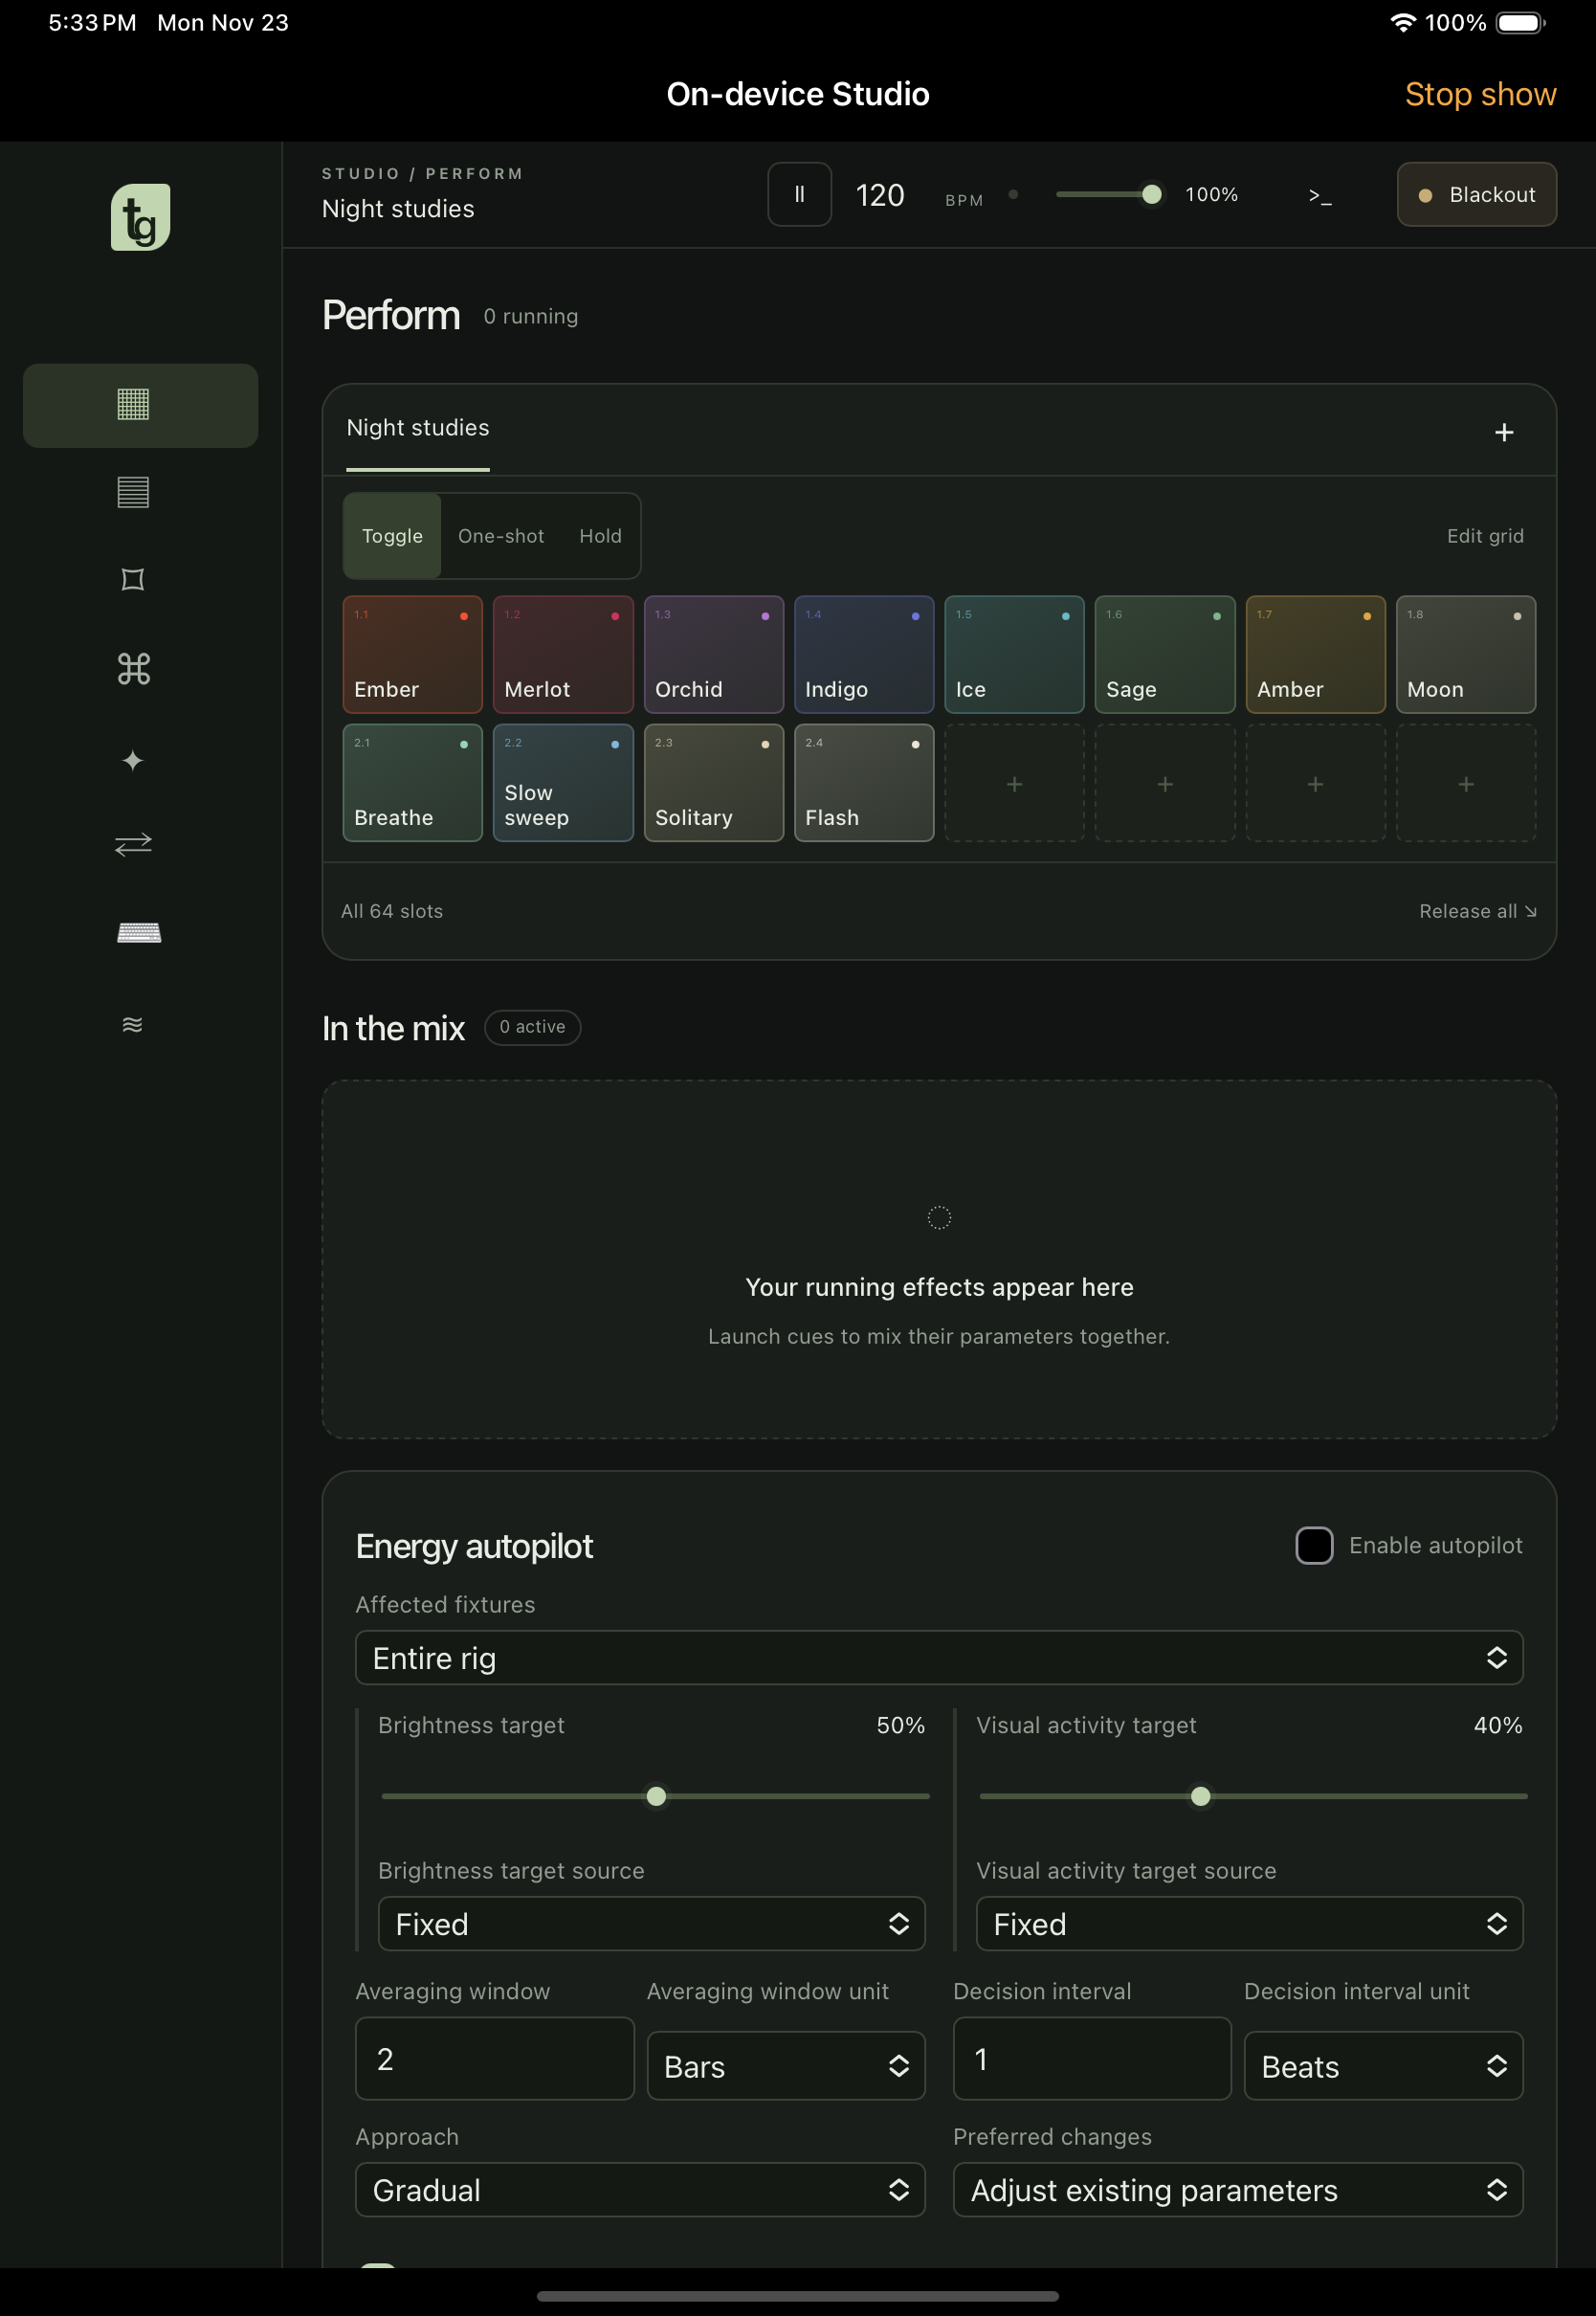 5:33 PM Mon Nov 23
100%
On-device Studio
Stop show
tg
STUDIO / PERFORM
Night studies
120 BPM
100%
>_
Blackout
Perform
0 running
Night studies
+
Toggle
One-shot
Hold
Edit grid
1.1
1.2
1.3
1.4
1.5
1.6
1.7
1.8
Ember
Merlot
Orchid
Indigo
Ice
Sage
Amber
Moon
2.1
2.2
2.3
2.4
Breathe
Slow
sweep
Solitary
Flash
+
+
+
+
All 64 slots
Release all ↘
In the mix
0 active
Your running effects appear here
Launch cues to mix their parameters together.
Energy autopilot
Enable autopilot
Affected fixtures
Entire rig
Brightness target
50%
Visual activity target
40%
Brightness target source
Visual activity target source
Fixed
Fixed
Averaging window
Averaging window unit
Decision interval
Decision interval unit
2
Bars
1
Beats
Approach
Preferred changes
Gradual
Adjust existing parameters